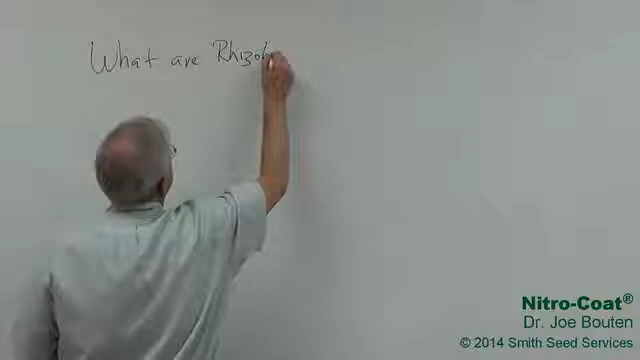 What are Rhizob
Nitro-Coat®
Dr. Joe Bouten
© 2014 Smith Seed Services